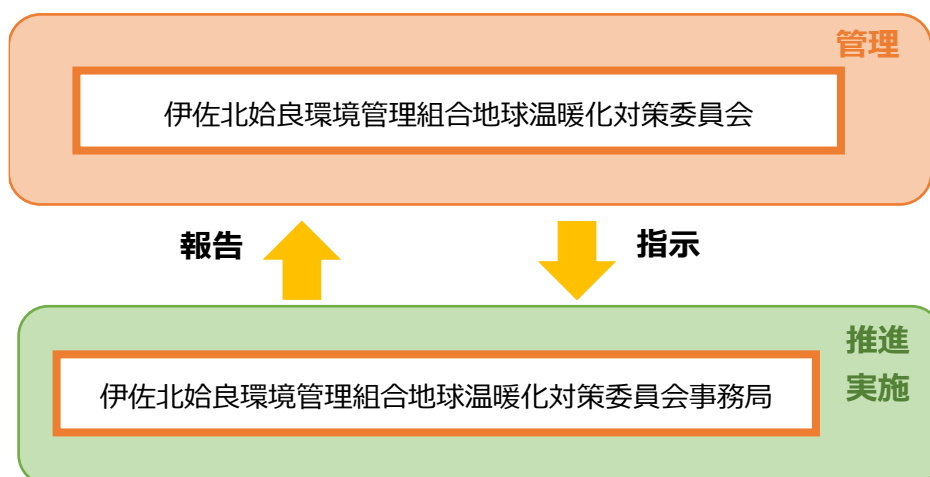 管理
伊佐北姶良環境管理組合地球温暖化対策委員会
報告
指示
推進
実施
伊佐北姶良環境管理組合地球温暖化対策委員会事務局